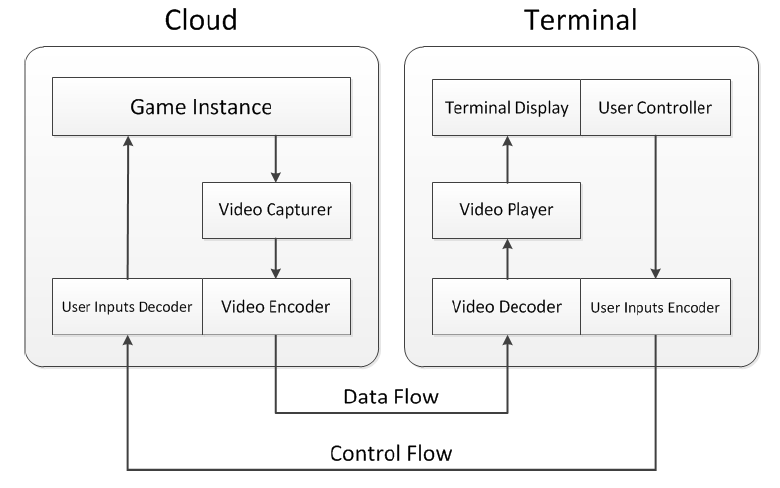 Cloud
Terminal
Game Instance
Terminal Display
User Controller
Video Capturer
Video Player
User Inputs Decoder
Video Encoder
Video Decoder
User Inputs Encoder
Data Flow
Control Flow